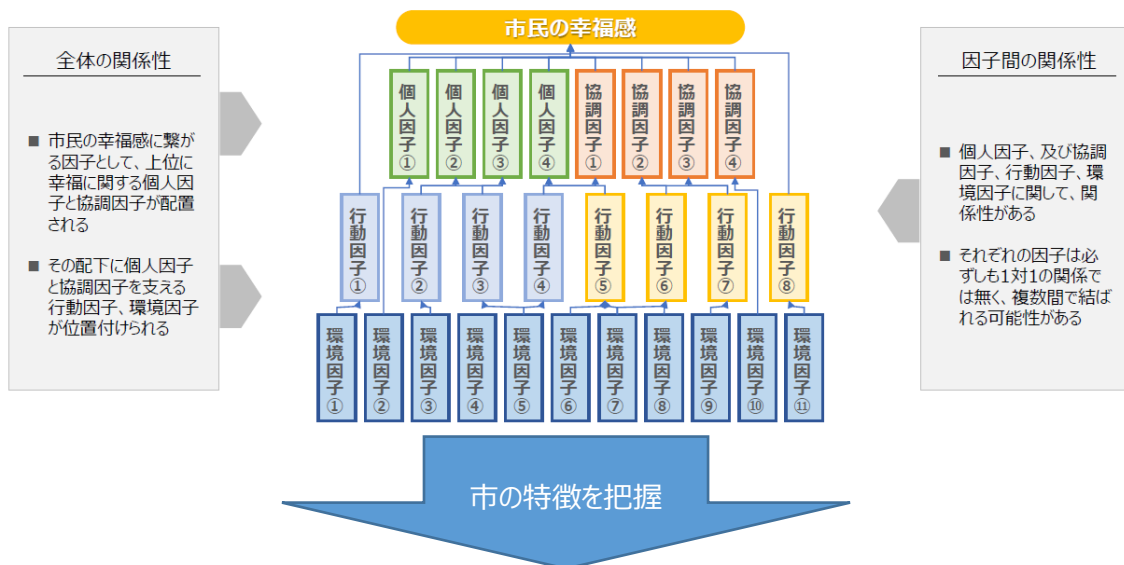 市民の幸福感
全体の関係性
■ 市民の幸福感に繋が
る因子として、上位に
幸福に関する個人因
子と協調因子が配置
される
■ その配下に個人因子
と協調因子を支える
行動因子、環境因子
が位置付けられる
個人因子①
個人因子②
個人因子③
個人因子④
協調因子①
協調因子②
協調因子③
協調因子④
行動因子①
行動因子②
行動因子③
行動因子④
行動因子⑤
行動因子⑥
行動因子⑦
行動因子⑧
環境因子①
環境因子②
環境因子③
環境因子④
環境因子⑤
環境因子⑥
環境因子⑦
環境因子⑧
環境因子⑨
環境因子⑩
環境因子⑪
因子間の関係性
■ 個人因子、及び協調
因子、行動因子、環
境因子に関して、関
係性がある
■ それぞれの因子は必
ずしも1対1の関係で
は無く、複数間で結ば
れる可能性がある
市の特徴を把握